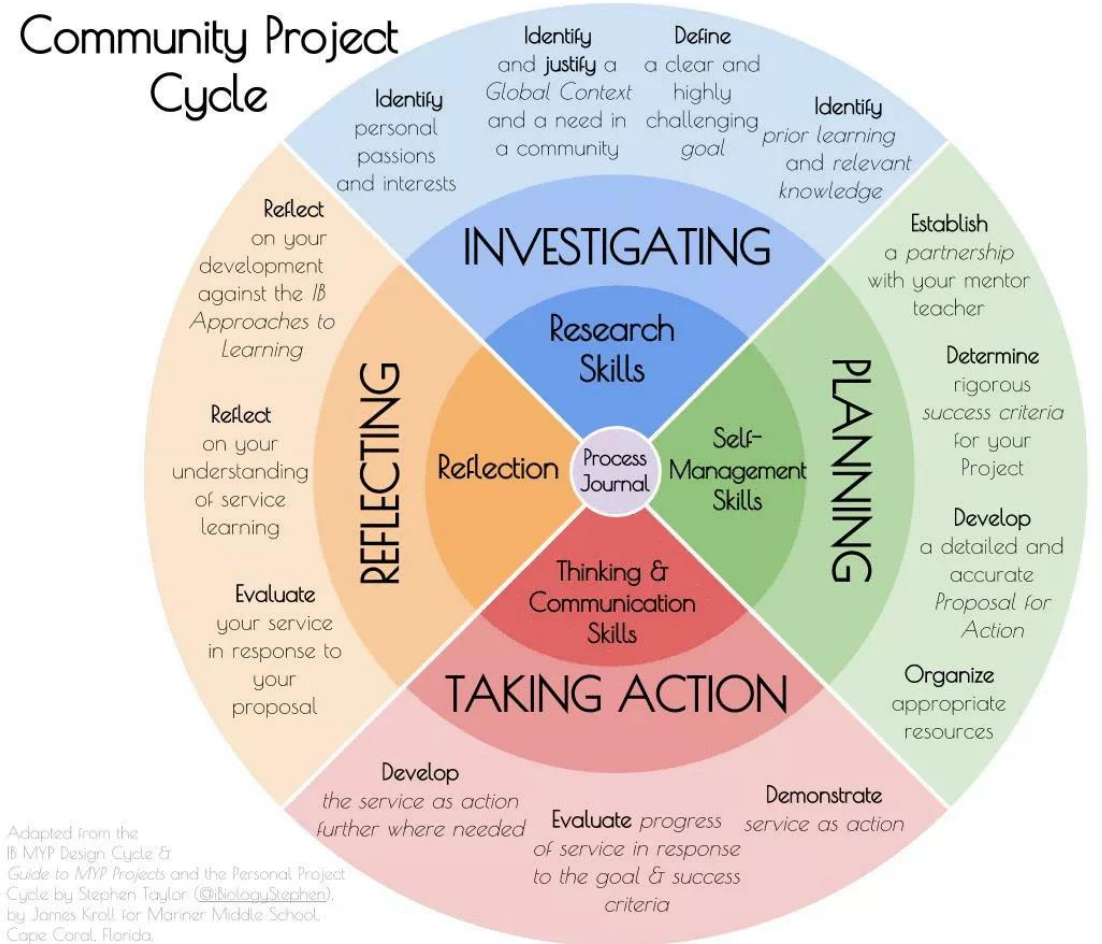 Community Project
Cycle
Identify
personal
passions
and interests
Identify
and justify a
Global Context
and a need in
a community
Define
a clear and
highly
challenging
goal
Identify
prior learning
and relevant
knowledge
INVESTIGATING
Research
Skills
Establish
a partnership
with your mentor
teacher
Determine
rigorous
success criteria
for your
Project
Develop
a detailed and
accurate
Proposal for
Action
Organize
appropriate
resources
PLANNING
Self-
Management
Skills
Process
Journal
Thinking &
Communication
Skills
TAKING ACTION
Demonstrate
service as action
Evaluate progress
of service in response
to the goal & success
criteria
Develop
the service as action
further where needed
Reflection
REFLECTING
Reflect
on your
development
against the IB
Approaches to
Learning
Reflect
on your
understanding
of service
learning
Evaluate
your service
in response to
your
proposal
Adapted from the
IB MYP Design Cycle &
Guide to MYP Projects and the Personal Project
Cycle by Stephen Taylor (@iBiologyStephen),
by James Kroll for Mariner Middle School,
Cape Coral, Florida.